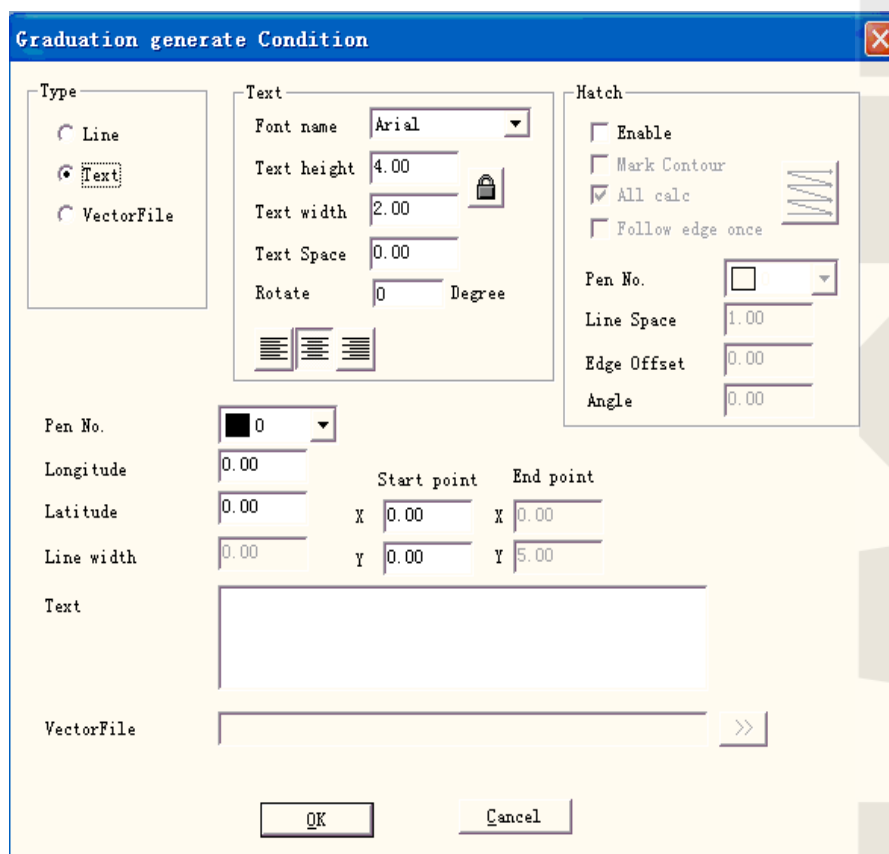 Graduation generate Condition
Type
Line
Text
VectorFile
Text
Font name Arial
Text height 4.00
Text width 2.00
Text Space 0.00
Rotate 0 Degree
Hatch
Enable
Mark Contour
All calc
Follow edge once
Pen No.
Line Space 1.00
Edge Offset 0.00
Angle 0.00
Pen No. 0
Longitude 0.00
Latitude 0.00
Line width 0.00
Start point End point
X 0.00 X 0.00
Y 0.00 Y 5.00
Text
VectorFile >>
OK Cancel